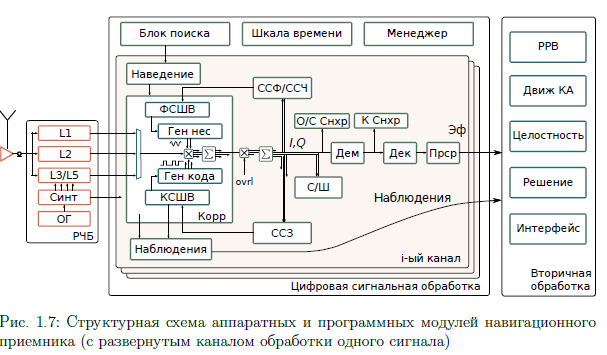 Блок поиска
Шкала времени
Менеджер
Наведение
ФСШВ
Ген нес
Ген кода
КСШВ
Корр
Наблюдения
ССФ/ССЧ
О/С Снхр
К Снхр
I,Q
ovrl
Дем
Дек
Прср
Эф
С/Ш
ССЗ
Наблюдения
i-ый канал
Цифровая сигнальная обработка
L1
L2
L3/L5
Синт
ОГ
РЧБ
РРВ
Движ КА
Целостность
Решение
Интерфейс
Вторичная
обработка
Рис. 1.7: Структурная схема аппаратных и программных модулей навигационного
приемника (с развернутым каналом обработки одного сигнала)